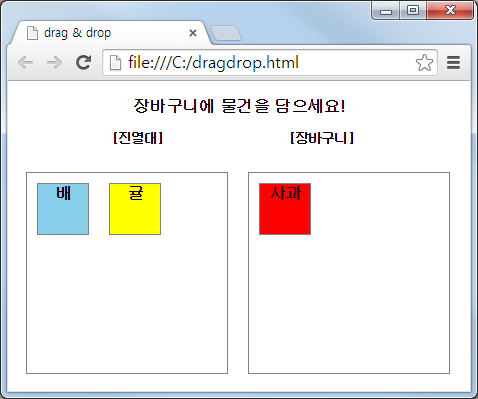 drag & drop
file:///C:/dragdrop.html
장바구니에 물건을 담으세요!
[진열대] [장바구니]
배 귤 사과